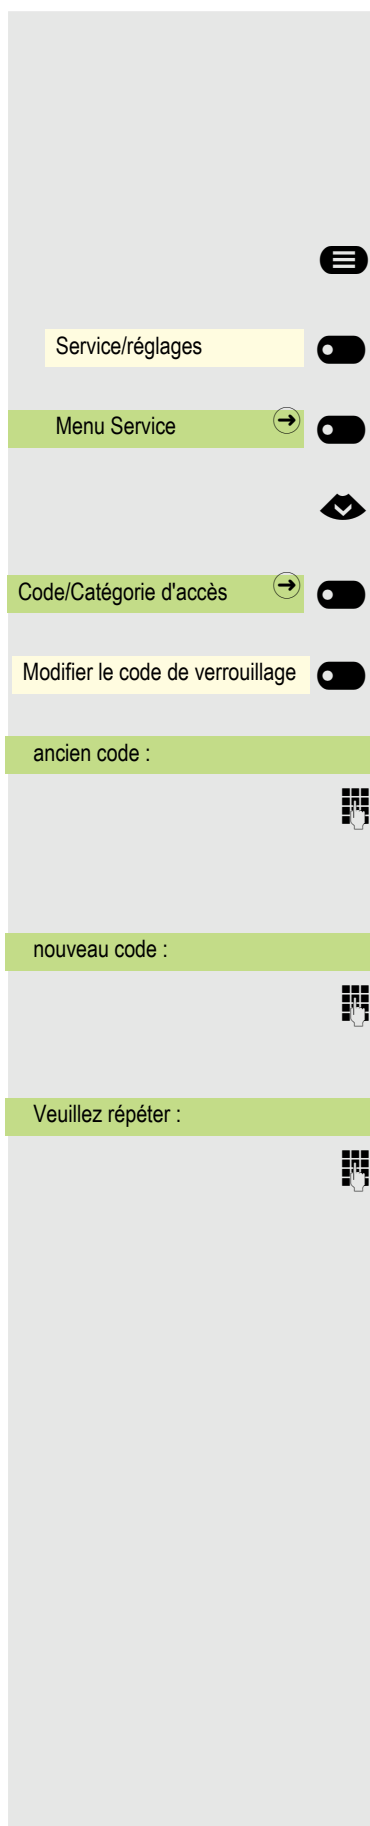 Service/réglages
Menu Service
Code/Catégorie d'accès
Modifier le code de verrouillage
ancien code :
nouveau code :
Veuillez répéter :